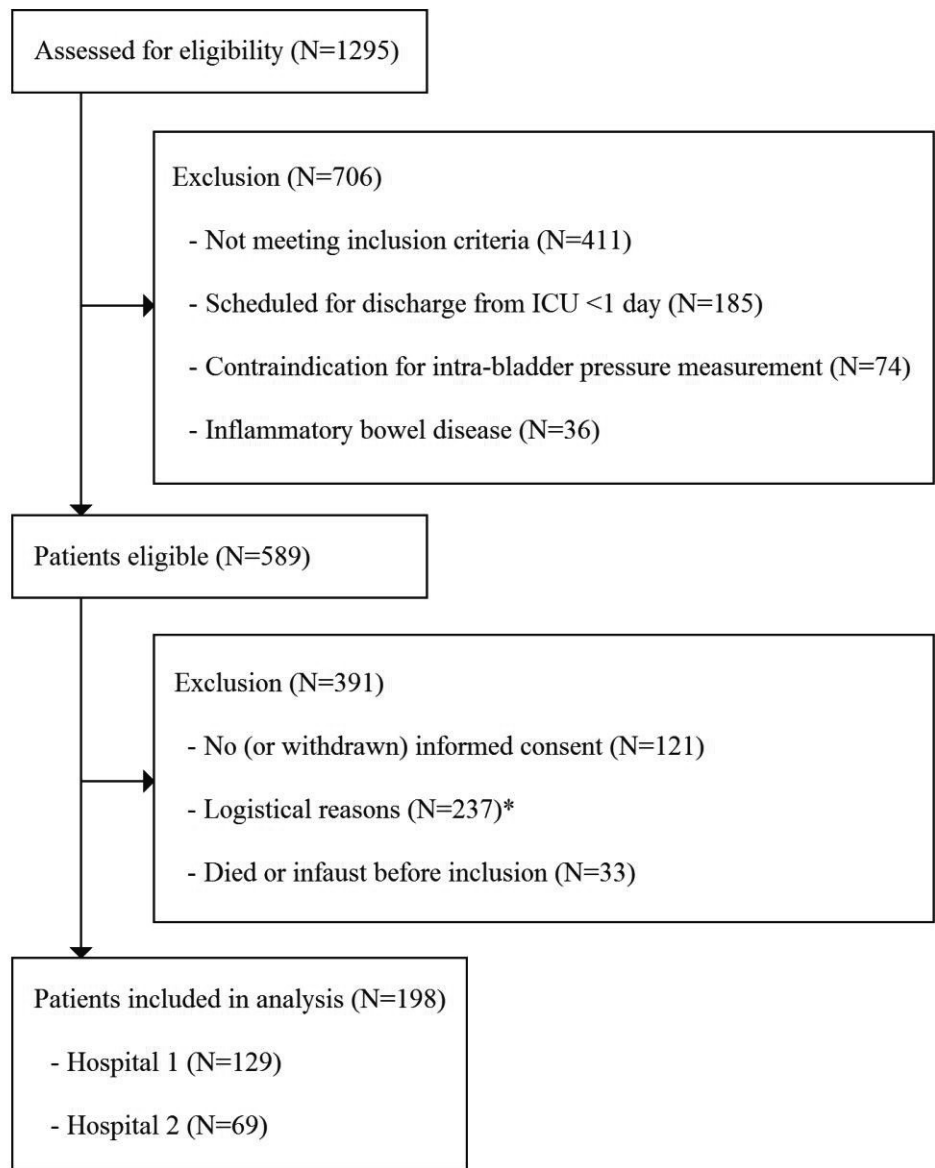 Assessed for eligibility (N=1295)
Exclusion (N=706)
- Not meeting inclusion criteria (N=411)
- Scheduled for discharge from ICU <1 day (N=185)
- Contraindication for intra-bladder pressure measurement (N=74)
- Inflammatory bowel disease (N=36)
Patients eligible (N=589)
Exclusion (N=391)
- No (or withdrawn) informed consent (N=121)
- Logistical reasons (N=237)*
- Died or infaust before inclusion (N=33)
Patients included in analysis (N=198)
- Hospital 1 (N=129)
- Hospital 2 (N=69)